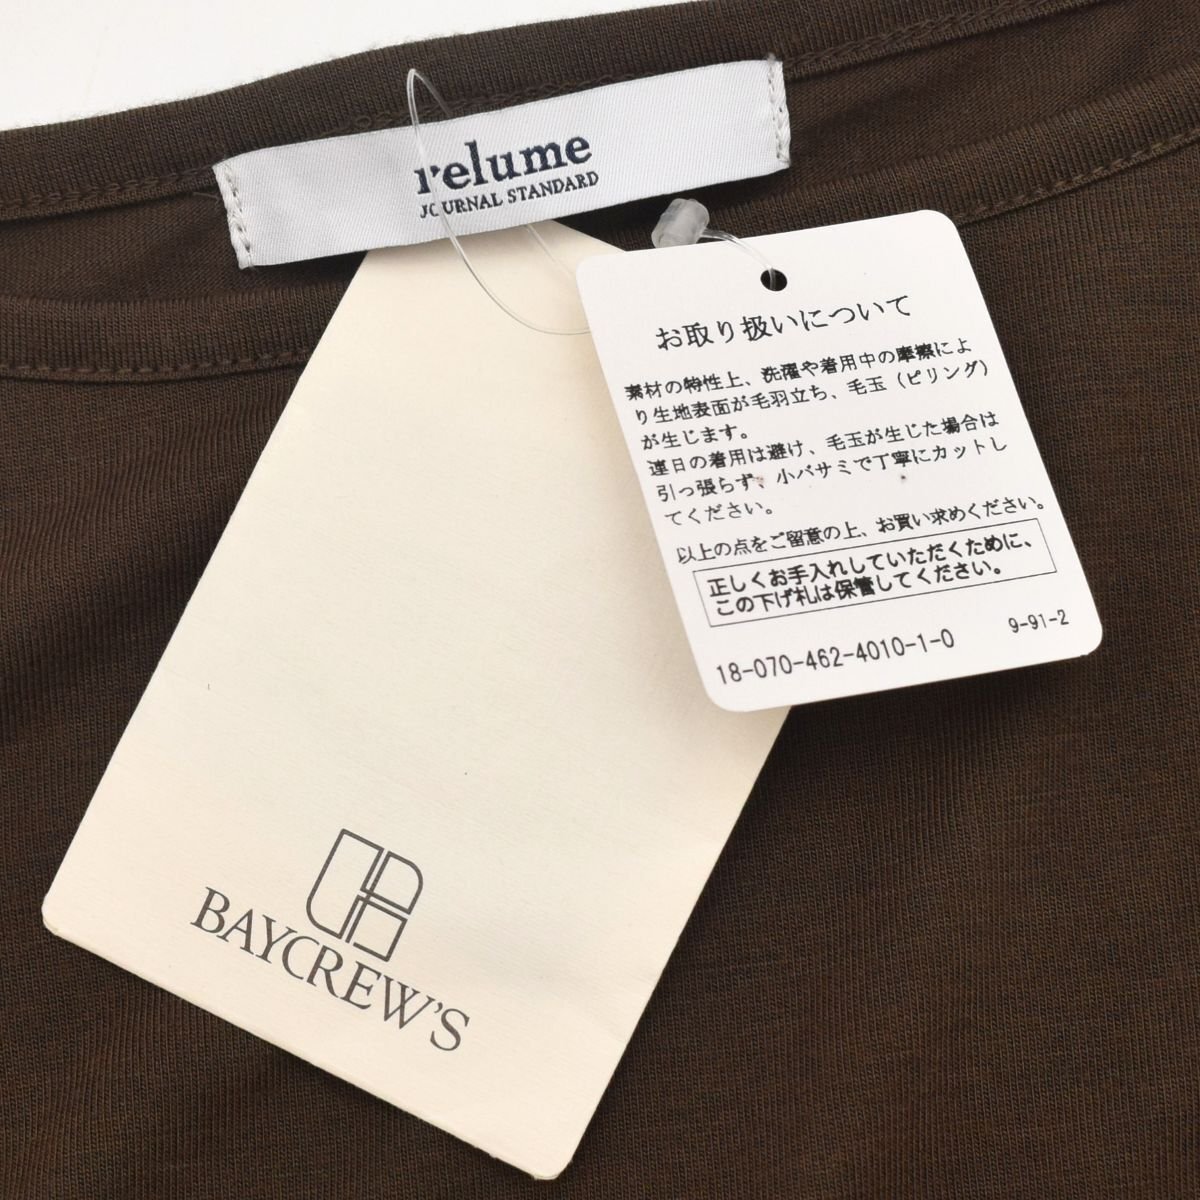 relume
JOURNAL STANDARD
お取り扱いについて
素材の特性上、洗濯や着用中の摩擦によ
り生地表面が毛羽立ち、毛玉（ピリング）
が生じます。
連日の着用は避け、毛玉が生じた場合は
引っ張らず、小バサミで丁寧にカットし
てください。
以上の点をご留意の上、お買い求めください。
正しくお手入れしていただくために、
この下げ札は保管してください。
18-070-462-4010-1-0 9-91-2
BAYCREW'S